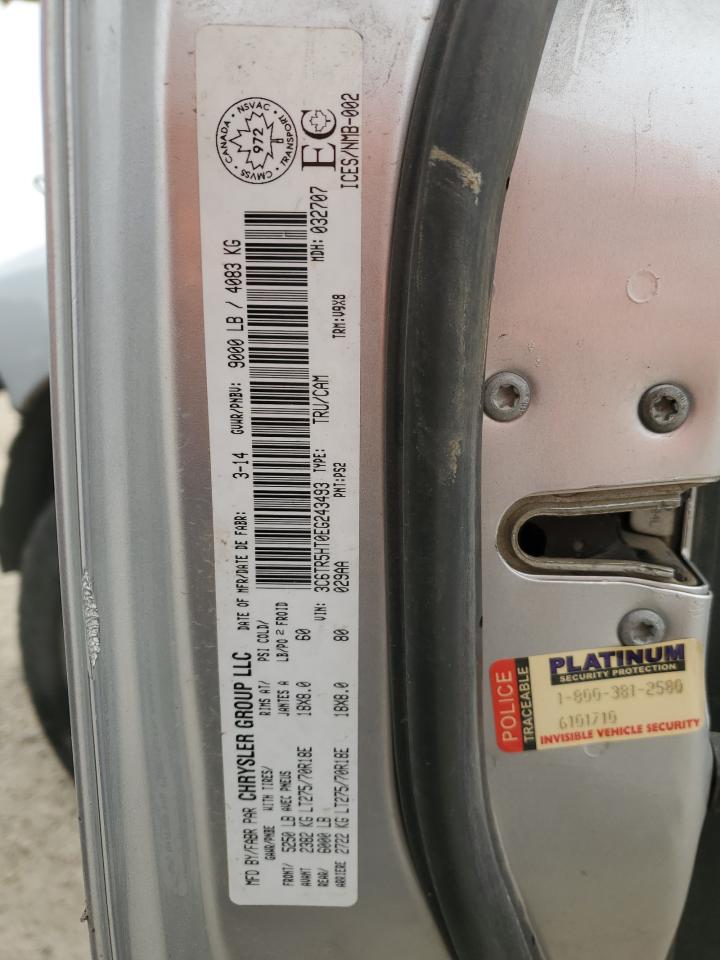 MFD BY/FABR PAR CHRYSLER GROUP LLC
DATE OF MFR/DATE DE FABR: 3-14 GVWR/PNBV: 9000 LB / 4083 KG
GAWR/PNBE WITH TIRES/ RIMS AT/ PSI COLD/
FRONT/ 5250 LB AVEC PNEUS JANTES A LB/PO² FROID
AVANT 2382 KG LT275/70R18E 18X8.0 60
REAR/ 6000 LB
ARRIERE 2722 KG LT275/70R18E 18X8.0 80
VIN: 3C6TR5HT0EG243493 TYPE: TRU/CAM MDH: 032707
029AA PNT:PS2 TRM:V9X8
CANADA • NSVAC • TRANSPORT • CMVSS
972
EC
ICES/NMB-002
POLICE
TRACEABLE
PLATINUM
SECURITY PROTECTION
1-800-381-2580
6101710
INVISIBLE VEHICLE SECURITY